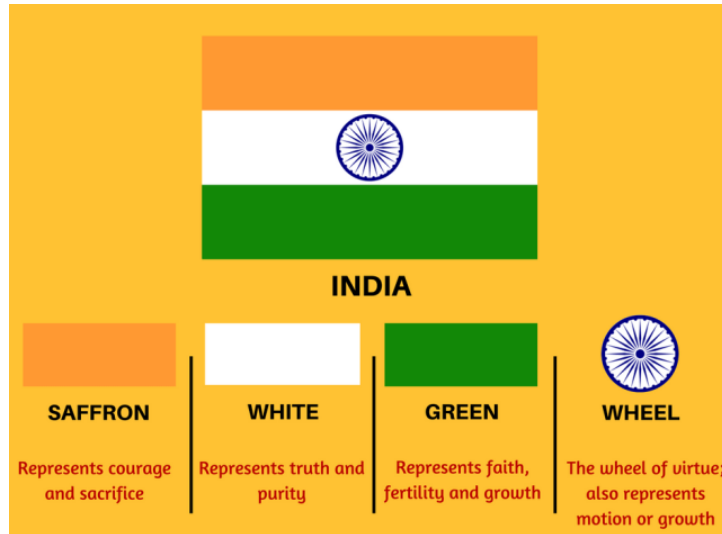 INDIA
SAFFRON
Represents courage
and sacrifice
WHITE
Represents truth and
purity
GREEN
Represents faith,
fertility and growth
WHEEL
The wheel of virtue;
also represents
motion or growth